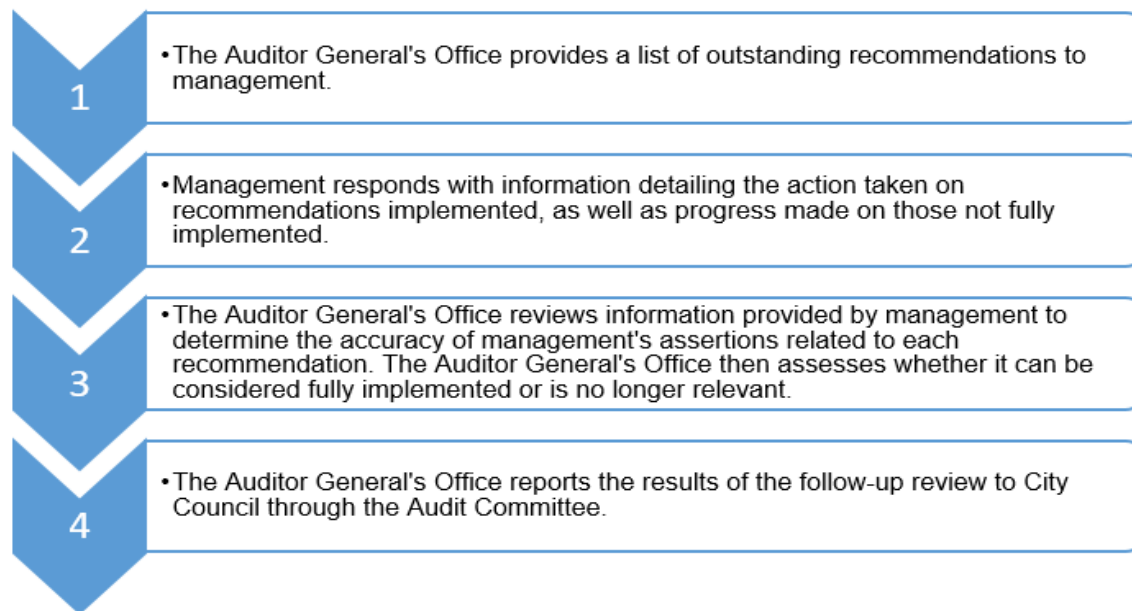 1
•The Auditor General's Office provides a list of outstanding recommendations to
management.
2
•Management responds with information detailing the action taken on
recommendations implemented, as well as progress made on those not fully
implemented.
3
•The Auditor General's Office reviews information provided by management to
determine the accuracy of management's assertions related to each
recommendation. The Auditor General's Office then assesses whether it can be
considered fully implemented or is no longer relevant.
4
•The Auditor General's Office reports the results of the follow-up review to City
Council through the Audit Committee.